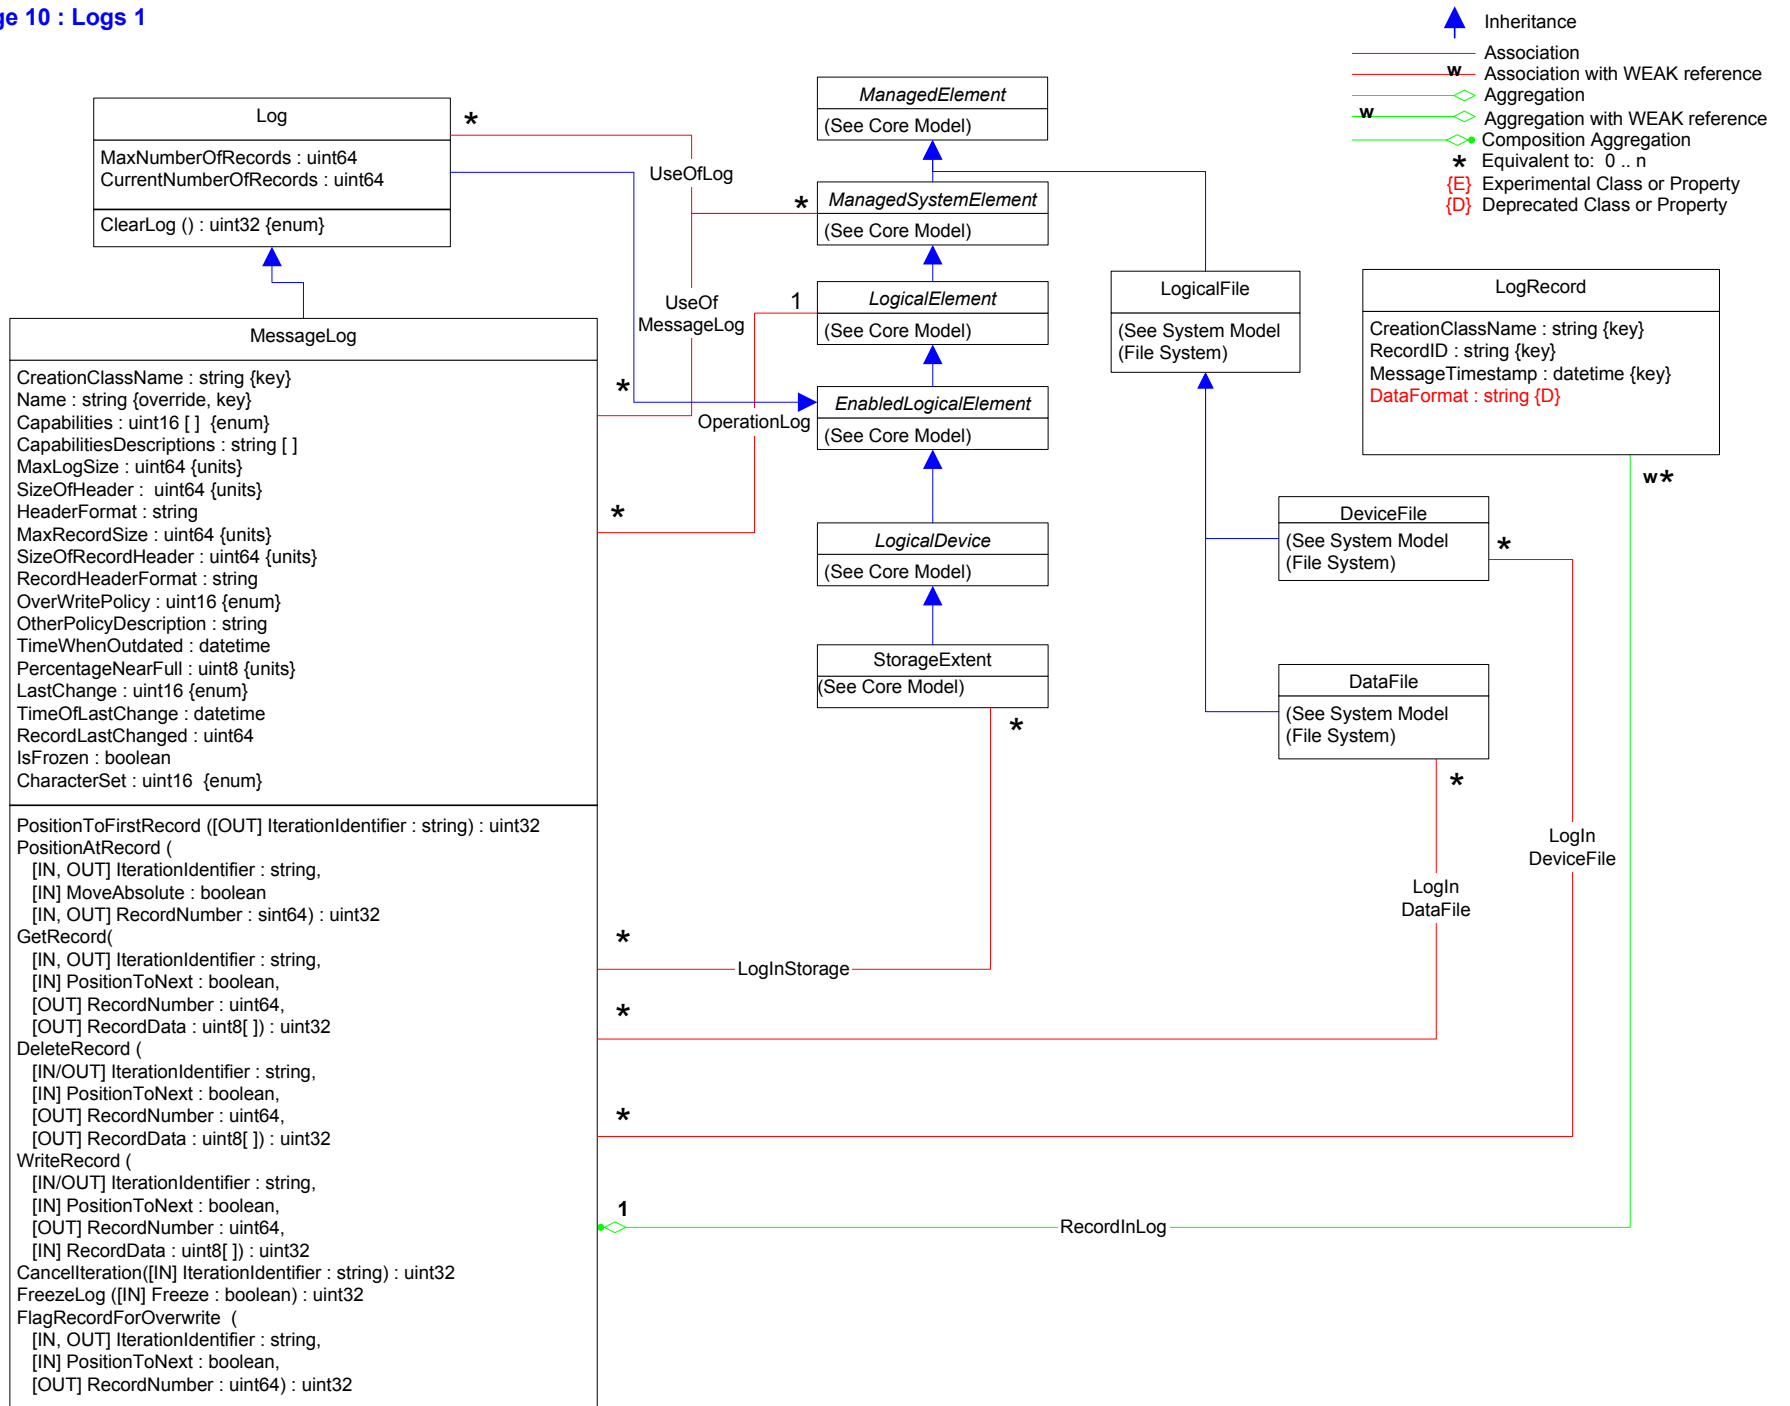 ge 10 : Logs 1
Inheritance
Association
w
Association with WEAK reference
Aggregation
w
Aggregation with WEAK reference
Composition Aggregation
* Equivalent to: 0 .. n
{E} Experimental Class or Property
{D} Deprecated Class or Property
Log
MaxNumberOfRecords : uint64
CurrentNumberOfRecords : uint64
ClearLog () : uint32 {enum}
*
UseOfLog
*
UseOf
MessageLog
1
*
OperationLog
*
ManagedElement
(See Core Model)
ManagedSystemElement
(See Core Model)
LogicalElement
(See Core Model)
EnabledLogicalElement
(See Core Model)
LogicalDevice
(See Core Model)
StorageExtent
(See Core Model)
*
LogicalFile
(See System Model
(File System)
LogRecord
CreationClassName : string {key}
RecordID : string {key}
MessageTimestamp : datetime {key}
DataFormat : string {D}
w*
DeviceFile
(See System Model
(File System)
*
DataFile
(See System Model
(File System)
*
LogIn
DeviceFile
LogIn
DataFile
MessageLog
CreationClassName : string {key}
Name : string {override, key}
Capabilities : uint16 [ ]  {enum}
CapabilitiesDescriptions : string [ ]
MaxLogSize : uint64 {units}
SizeOfHeader :  uint64 {units}
HeaderFormat : string
MaxRecordSize : uint64 {units}
SizeOfRecordHeader : uint64 {units}
RecordHeaderFormat : string
OverWritePolicy : uint16 {enum}
OtherPolicyDescription : string
TimeWhenOutdated : datetime
PercentageNearFull : uint8 {units}
LastChange : uint16 {enum}
TimeOfLastChange : datetime
RecordLastChanged : uint64
IsFrozen : boolean
CharacterSet : uint16  {enum}
PositionToFirstRecord ([OUT] IterationIdentifier : string) : uint32
PositionAtRecord (
[IN, OUT] IterationIdentifier : string,
[IN] MoveAbsolute : boolean
[IN, OUT] RecordNumber : sint64) : uint32
GetRecord(
[IN, OUT] IterationIdentifier : string,
[IN] PositionToNext : boolean,
[OUT] RecordNumber : uint64,
[OUT] RecordData : uint8[ ]) : uint32
DeleteRecord (
[IN/OUT] IterationIdentifier : string,
[IN] PositionToNext : boolean,
[OUT] RecordNumber : uint64,
[OUT] RecordData : uint8[ ]) : uint32
WriteRecord (
[IN/OUT] IterationIdentifier : string,
[IN] PositionToNext : boolean,
[OUT] RecordNumber : uint64,
[IN] RecordData : uint8[ ]) : uint32
CancelIteration([IN] IterationIdentifier : string) : uint32
FreezeLog ([IN] Freeze : boolean) : uint32
FlagRecordForOverwrite  (
[IN, OUT] IterationIdentifier : string,
[IN] PositionToNext : boolean,
[OUT] RecordNumber : uint64) : uint32
*
LogInStorage
*
*
1
RecordInLog